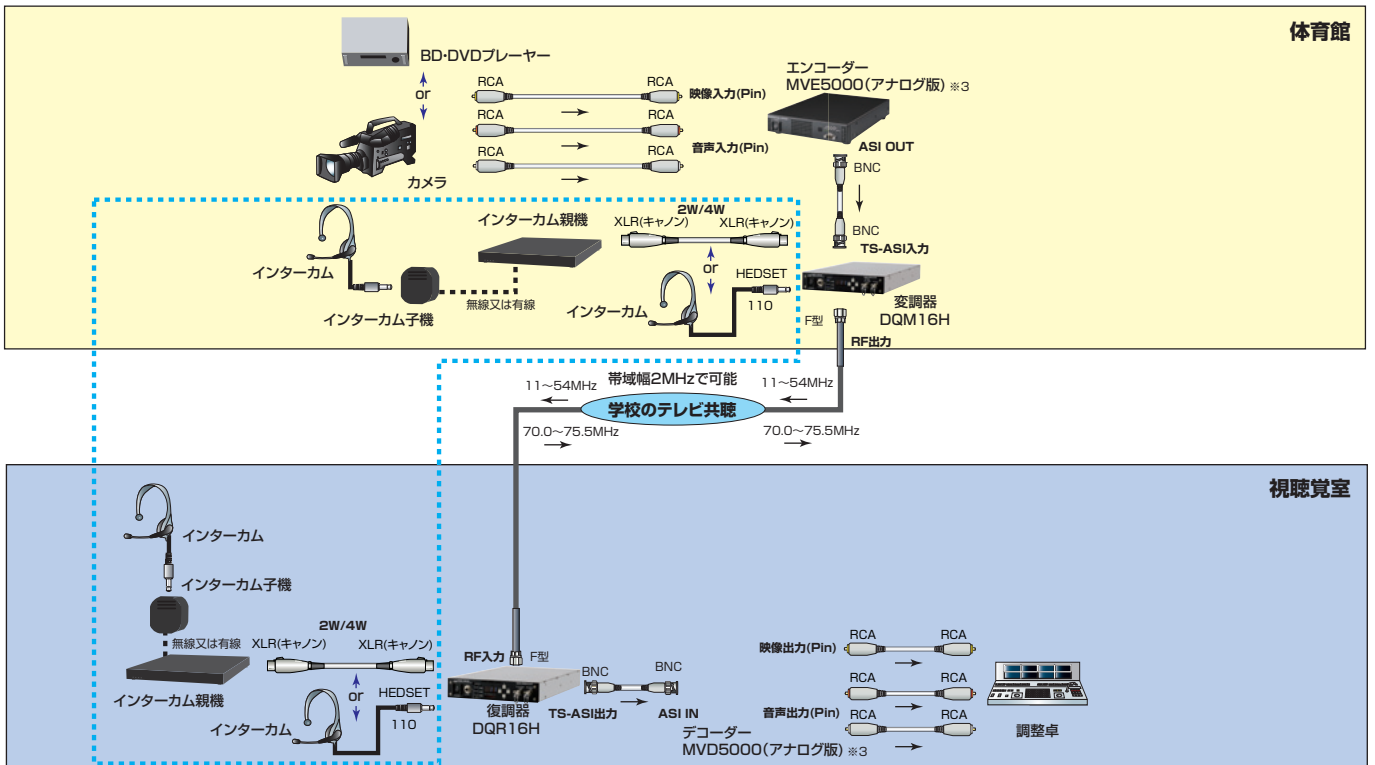 体育館
BD・DVDプレーヤー
or
カメラ
RCA
RCA
映像入力(Pin)
RCA
RCA
音声入力(Pin)
RCA
RCA
エンコーダー
MVE5000(アナログ版) ※3
ASI OUT
BNC
BNC
TS-ASI入力
インターカム
インターカム子機
インターカム親機
無線又は有線
2W/4W
XLR(キャノン)
XLR(キャノン)
or
HEDSET
110
インターカム
変調器
DQM16H
F型
RF出力
帯域幅2MHzで可能
11～54MHz
11～54MHz
学校のテレビ共聴
70.0～75.5MHz
70.0～75.5MHz
視聴覚室
インターカム
インターカム子機
無線又は有線
インターカム親機
2W/4W
XLR(キャノン)
XLR(キャノン)
or
HEDSET
110
インターカム
RF入力
F型
復調器
DQR16H
BNC
BNC
TS-ASI出力
ASI IN
デコーダー
MVD5000(アナログ版) ※3
映像出力(Pin)
RCA
RCA
RCA
RCA
音声出力(Pin)
RCA
RCA
調整卓